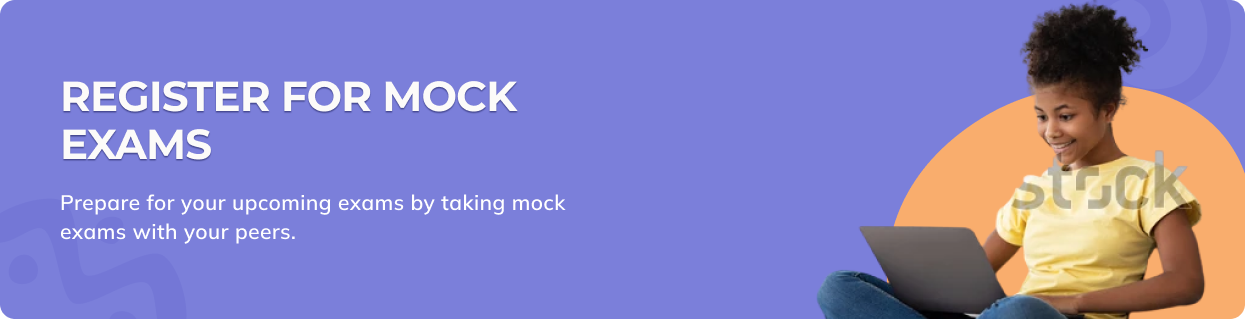 REGISTER FOR MOCK
EXAMS
Prepare for your upcoming exams by taking mock
exams with your peers.
stock